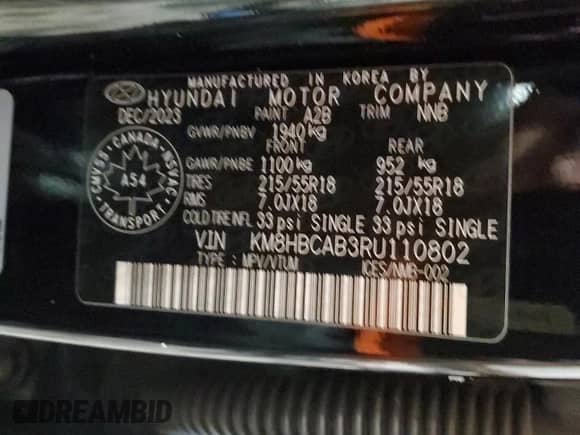 MANUFACTURED IN KOREA BY
HYUNDAI MOTOR COMPANY
DEC/2023 PAINT A2B TRIM NNB
GVWR/PNBV 1940 kg
FRONT REAR
GAWR/PNBE 1100 kg 952 kg
TIRES 215/55R18 215/55R18
RIMS 7.0JX18 7.0JX18
COLD TIRE INFL 33 psi SINGLE 33 psi SINGLE
VIN KM8HBCAB3RU110802
TYPE : MPV/VTUM ICES/NMB-002
CMVSS · CANADA · NSVAC
A54
TRANSPORT
DREAMBID